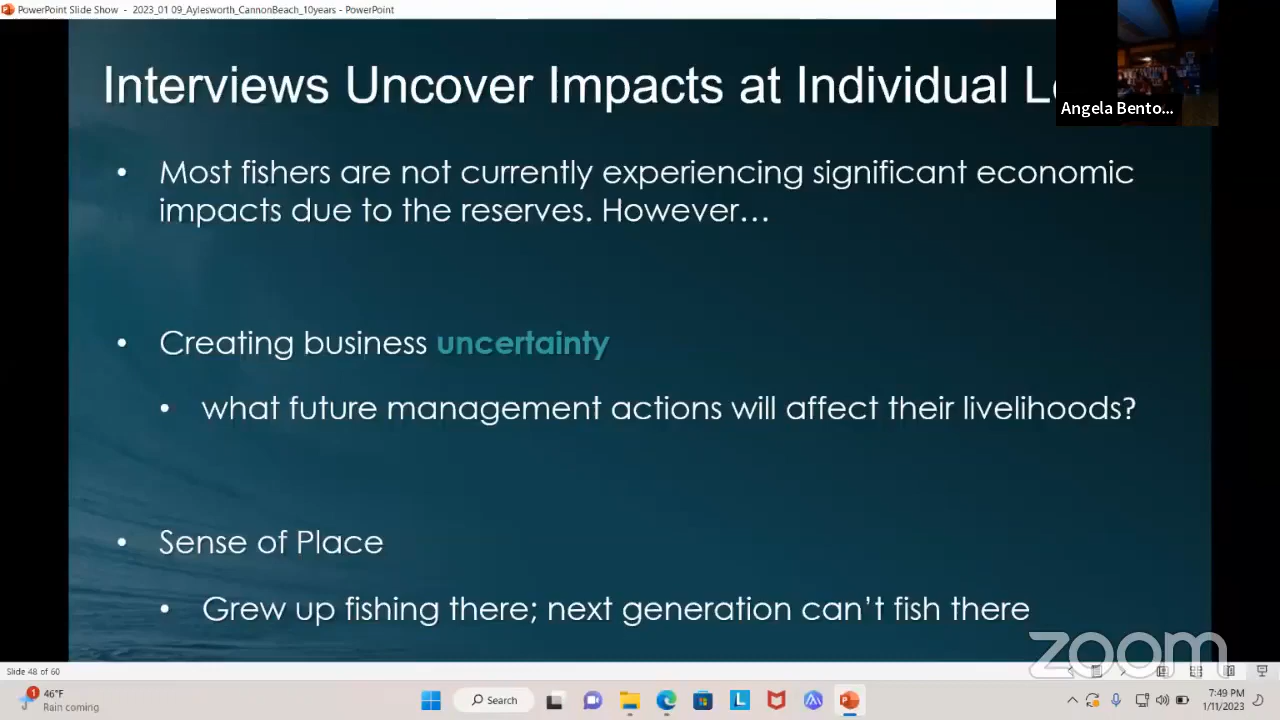 PowerPoint Slide Show - 2023_01 09_Aylesworth_CannonBeach_10years - PowerPoint
Interviews Uncover Impacts at Individual L
Angela Bento...
• Most fishers are not currently experiencing significant economic
impacts due to the reserves. However…
• Creating business uncertainty
• what future management actions will affect their livelihoods?
• Sense of Place
• Grew up fishing there; next generation can't fish there
zoom
Slide 48 of 60
1
46°F
Rain coming
Search
L
7:49 PM
1/11/2023